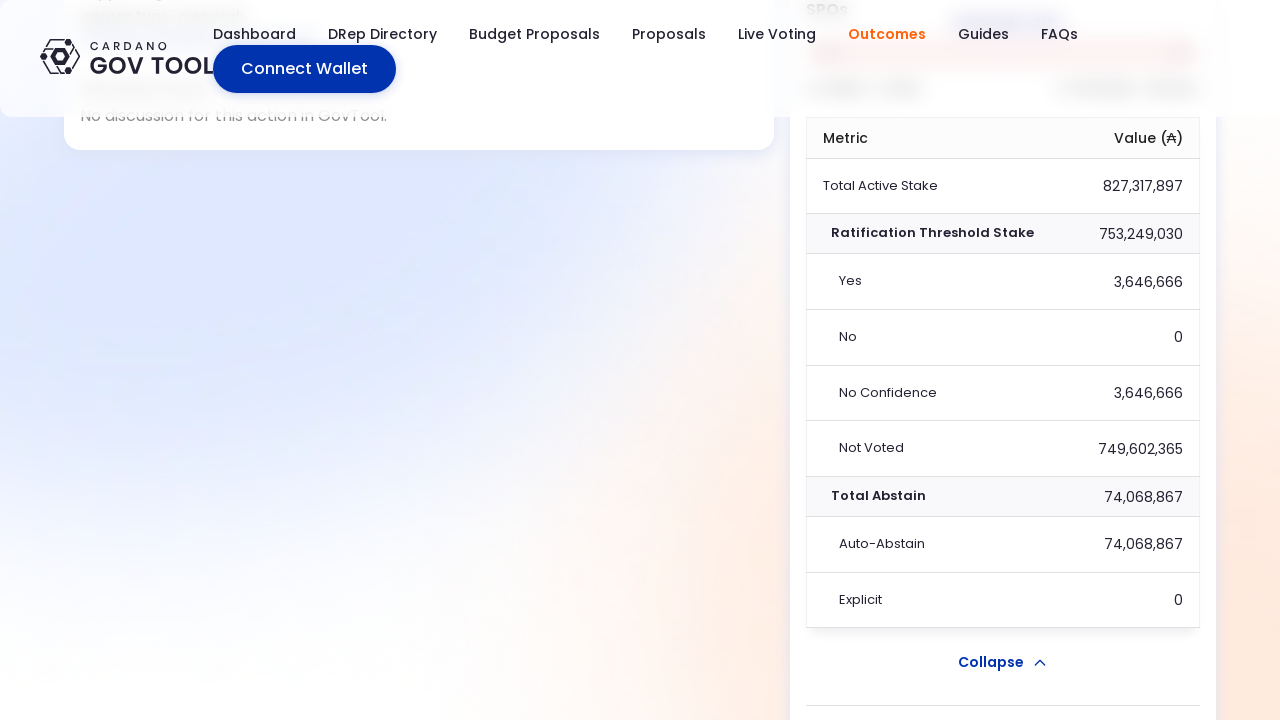 CARDANO
GOV TOOL
Dashboard
DRep Directory
Budget Proposals
Proposals
Live Voting
Outcomes
Guides
FAQs
Connect Wallet
No discussion for this action in GovTool.
SPOs
Metric Value (₳)
Total Active Stake 827,317,897
Ratification Threshold Stake 753,249,030
Yes 3,646,666
No 0
No Confidence 3,646,666
Not Voted 749,602,365
Total Abstain 74,068,867
Auto-Abstain 74,068,867
Explicit 0
Collapse